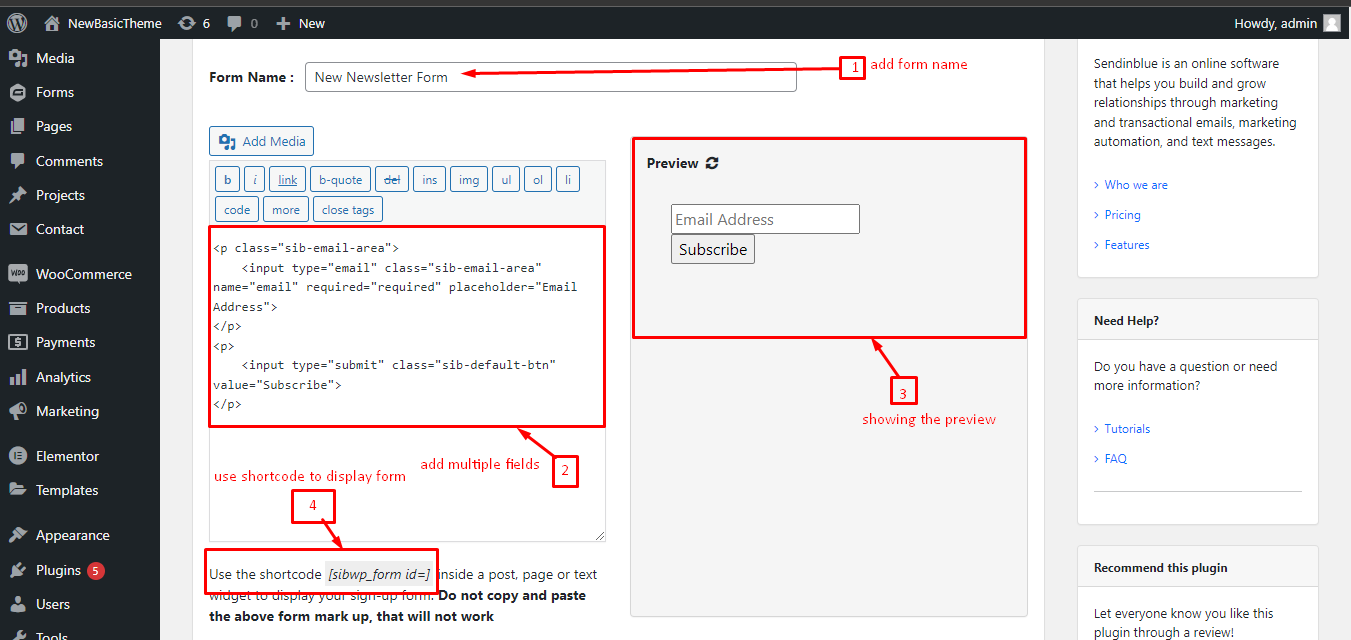 NewBasicTheme 6 0 New Howdy, admin
Media
Forms
Pages
Comments
Projects
Contact
WooCommerce
Products
Payments
Analytics
Marketing
Elementor
Templates
Appearance
Plugins 5
Users
Tools
Form Name : New Newsletter Form
1 add form name
Add Media
b i link b-quote del ins img ul ol li
code more close tags
<p class="sib-email-area">
<input type="email" class="sib-email-area"
name="email" required="required" placeholder="Email
Address">
</p>
<p>
<input type="submit" class="sib-default-btn"
value="Subscribe">
</p>
add multiple fields 2
use shortcode to display form
4
Use the shortcode [sibwp_form id=] inside a post, page or text
widget to display your sign-up form. Do not copy and paste
the above form mark up, that will not work
Preview
Email Address
Subscribe
3
showing the preview
Sendinblue is an online software
that helps you build and grow
relationships through marketing
and transactional emails, marketing
automation, and text messages.
> Who we are
> Pricing
> Features
Need Help?
Do you have a question or need
more information?
> Tutorials
> FAQ
Recommend this plugin
Let everyone know you like this
plugin through a review!